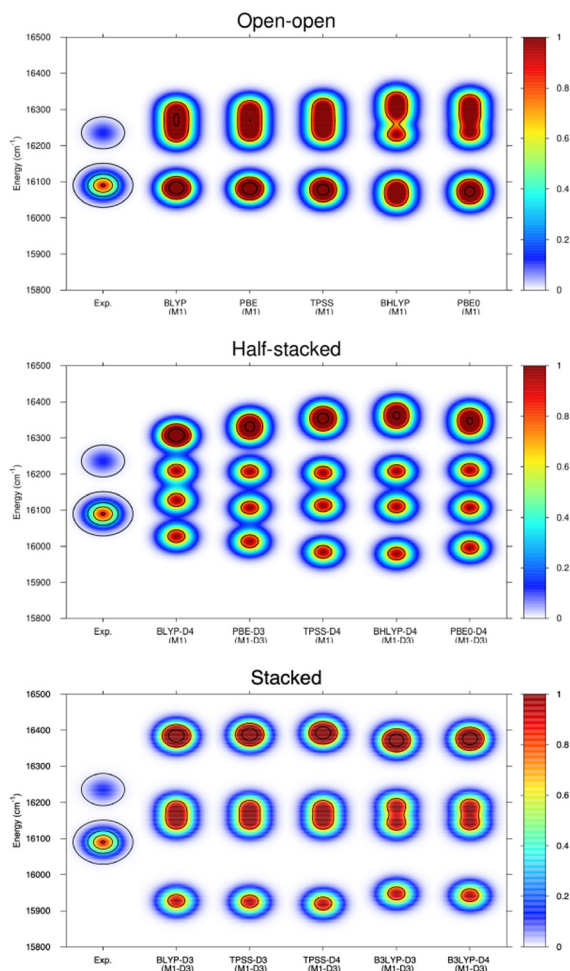 Open-open
16500
16400
16300
16200
16100
16000
15900
15800
Energy (cm⁻¹)
Exp.
BLYP
(M1)
PBE
(M1)
TPSS
(M1)
BHLYP
(M1)
PBE0
(M1)
1
0.8
0.6
0.4
0.2
0
Half-stacked
16500
16400
16300
16200
16100
16000
15900
15800
Energy (cm⁻¹)
Exp.
BLYP-D4
(M1)
PBE-D3
(M1-D3)
TPSS-D4
(M1)
BHLYP-D4
(M1-D3)
PBE0-D4
(M1-D3)
1
0.8
0.6
0.4
0.2
0
Stacked
16500
16400
16300
16200
16100
16000
15900
15800
Energy (cm⁻¹)
Exp.
BLYP-D3
(M1-D3)
TPSS-D3
(M1-D3)
TPSS-D4
(M1-D3)
B3LYP-D3
(M1-D3)
B3LYP-D4
(M1-D3)
1
0.8
0.6
0.4
0.2
0